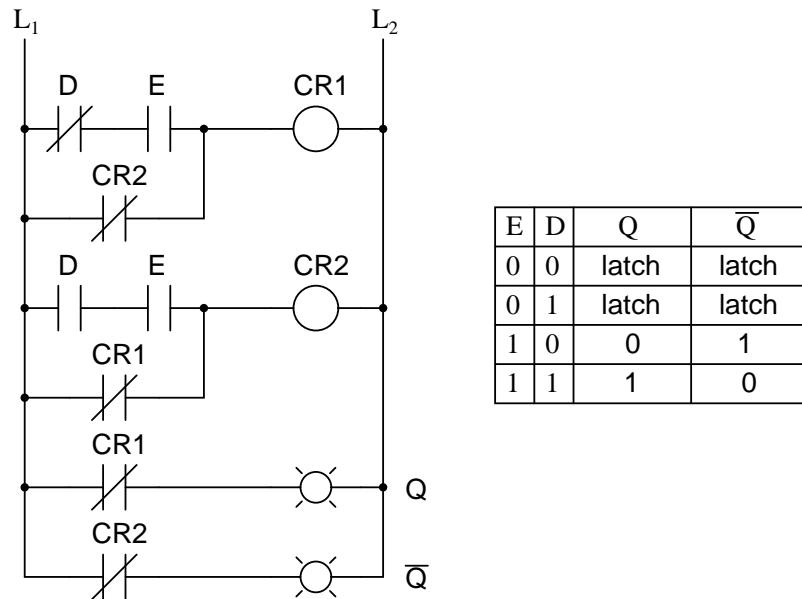 L₁ L₂
D E CR1
CR2
D E CR2
CR1
CR1
Q
CR2
Q̅
E D Q Q̅
0 0 latch latch
0 1 latch latch
1 0 0 1
1 1 1 0